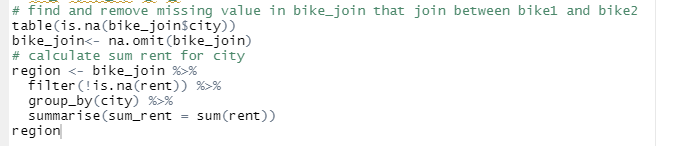 # find and remove missing value in bike_join that join between bike1 and bike2
table(is.na(bike_join$city))
bike_join<- na.omit(bike_join)
# calculate sum rent for city
region <- bike_join %>%
  filter(!is.na(rent)) %>%
  group_by(city) %>%
  summarise(sum_rent = sum(rent))
region